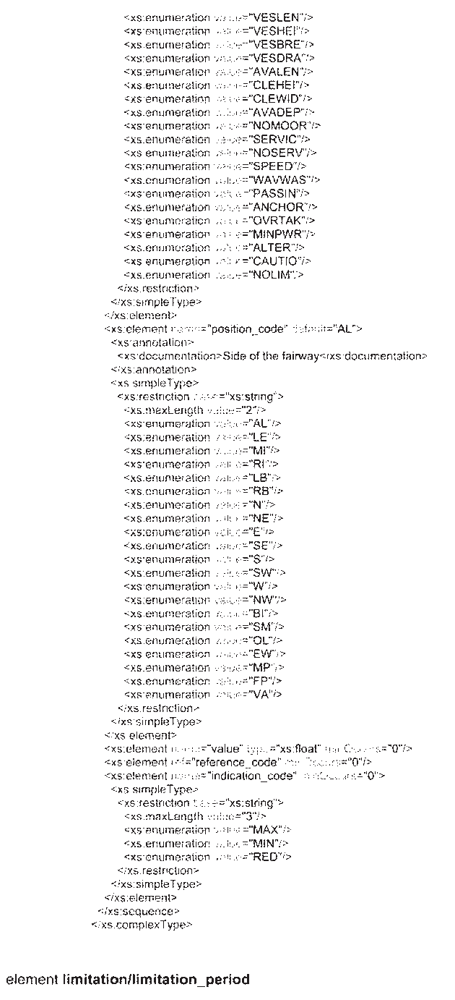 <xs:enumeration value="VESLEN"/>
<xs:enumeration value="VESHEI"/>
<xs:enumeration value="VESBRE"/>
<xs:enumeration value="VESDRA"/>
<xs:enumeration value="AVALEN"/>
<xs:enumeration value="CLEHEI"/>
<xs:enumeration value="CLEWID"/>
<xs:enumeration value="AVADEP"/>
<xs:enumeration value="NOMOOR"/>
<xs:enumeration value="SERVIC"/>
<xs:enumeration value="NOSERV"/>
<xs:enumeration value="SPEED"/>
<xs:enumeration value="WAVWAS"/>
<xs:enumeration value="PASSIN"/>
<xs:enumeration value="ANCHOR"/>
<xs:enumeration value="OVRTAK"/>
<xs:enumeration value="MINPWR"/>
<xs:enumeration value="ALTER"/>
<xs:enumeration value="CAUTIO"/>
<xs:enumeration value="NOLIM"/>
</xs:restriction>
</xs:simpleType>
</xs:element>
<xs:element name="position_code" default="AL">
<xs:annotation>
<xs:documentation>Side of the fairway</xs:documentation>
</xs:annotation>
<xs:simpleType>
<xs:restriction base="xs:string">
<xs:maxLength value="2"/>
<xs:enumeration value="AL"/>
<xs:enumeration value="LE"/>
<xs:enumeration value="MI"/>
<xs:enumeration value="RI"/>
<xs:enumeration value="LB"/>
<xs:enumeration value="RB"/>
<xs:enumeration value="N"/>
<xs:enumeration value="NE"/>
<xs:enumeration value="E"/>
<xs:enumeration value="SE"/>
<xs:enumeration value="S"/>
<xs:enumeration value="SW"/>
<xs:enumeration value="W"/>
<xs:enumeration value="NW"/>
<xs:enumeration value="BI"/>
<xs:enumeration value="SM"/>
<xs:enumeration value="OL"/>
<xs:enumeration value="EW"/>
<xs:enumeration value="MP"/>
<xs:enumeration value="FP"/>
<xs:enumeration value="VA"/>
</xs:restriction>
</xs:simpleType>
</xs:element>
<xs:element name="value" type="xs:float" minOccurs="0"/>
<xs:element ref="reference_code" minOccurs="0"/>
<xs:element name="indication_code" minOccurs="0">
<xs:simpleType>
<xs:restriction base="xs:string">
<xs:maxLength value="3"/>
<xs:enumeration value="MAX"/>
<xs:enumeration value="MIN"/>
<xs:enumeration value="RED"/>
</xs:restriction>
</xs:simpleType>
</xs:element>
</xs:sequence>
</xs:complexType>
element limitation/limitation_period